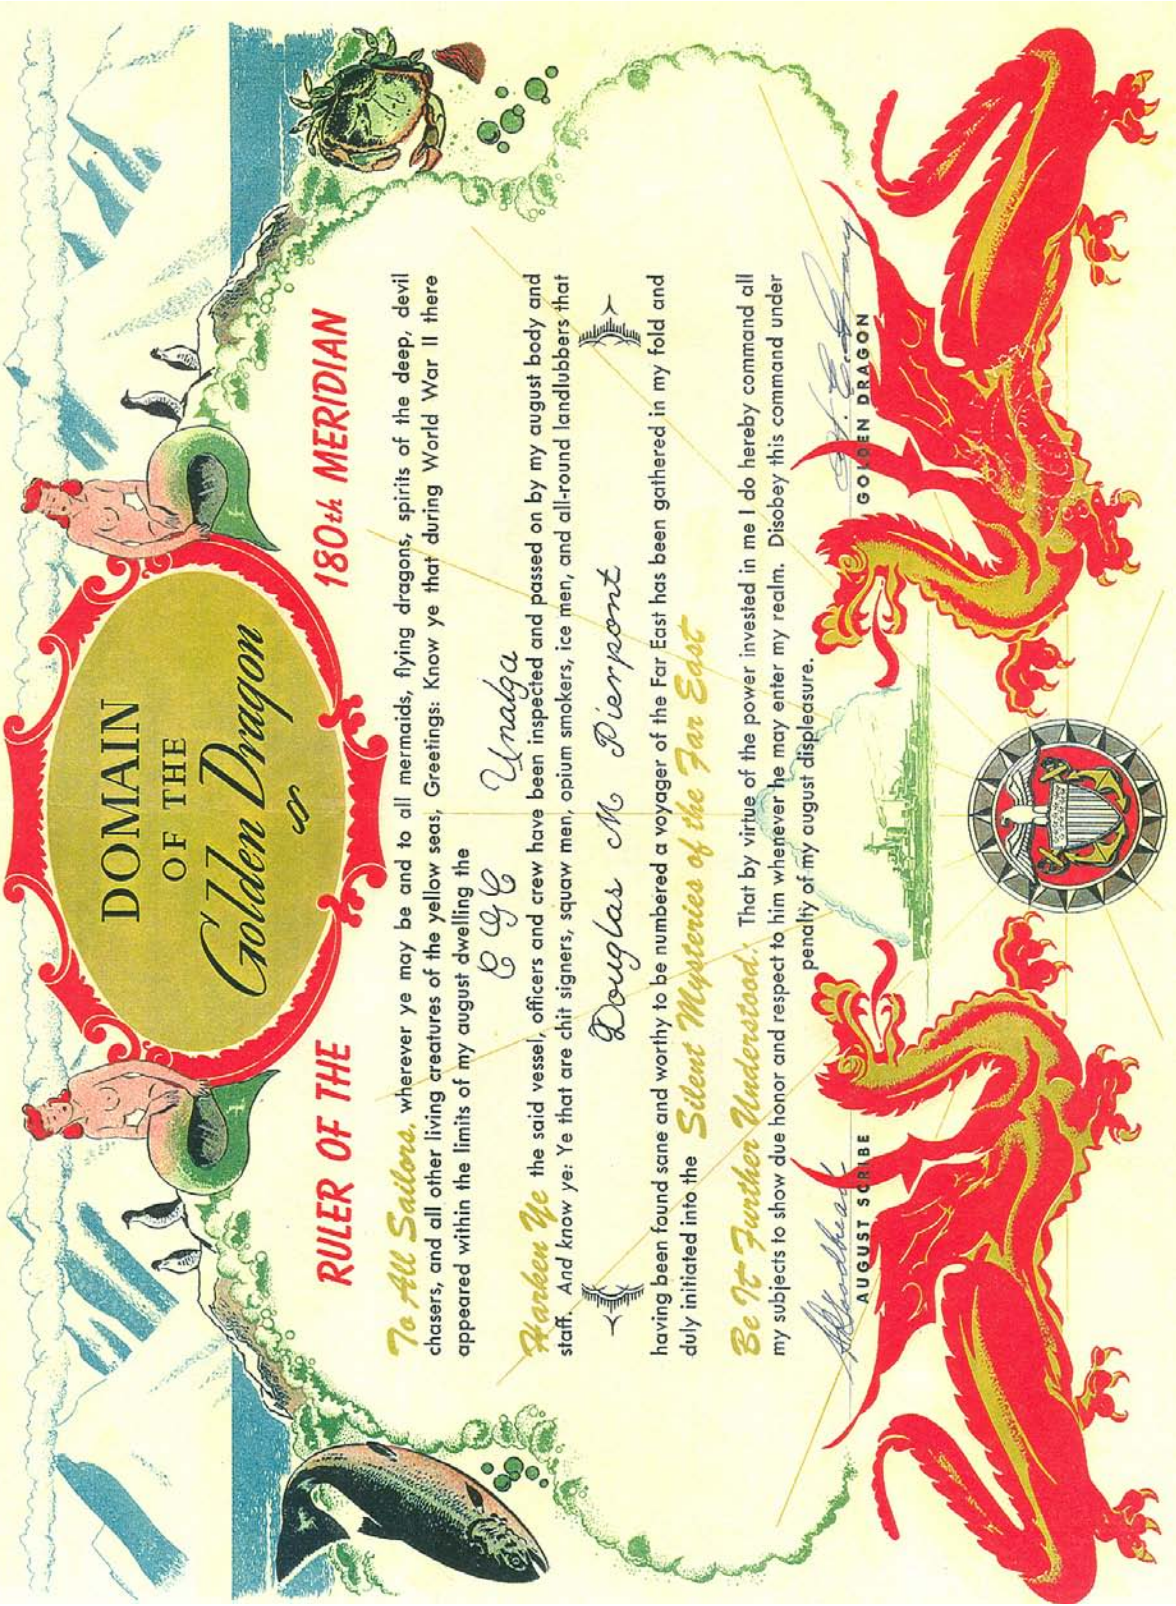 DOMAIN
OF THE
Golden Dragon
RULER OF THE 180th MERIDIAN
To All Sailors, wherever ye may be and to all mermaids, flying dragons, spirits of the deep, devil
chasers, and all other living creatures of the yellow seas, Greetings: Know ye that during World War II there
appeared within the limits of my august dwelling the
CGC Unalga
Harken Ye the said vessel, officers and crew have been inspected and passed on by my august body and
staff. And know ye: Ye that are chit signers, squaw men, opium smokers, ice men, and all-round landlubbers that
Douglas M Pierpont
having been found sane and worthy to be numbered a voyager of the Far East has been gathered in my fold and
duly initiated into the Silent Mysteries of the Far East
Be It Further Understood: That by virtue of the power invested in me I do hereby command all
my subjects to show due honor and respect to him whenever he may enter my realm. Disobey this command under
penalty of my august displeasure.
AUGUST SCRIBE GOLDEN DRAGON